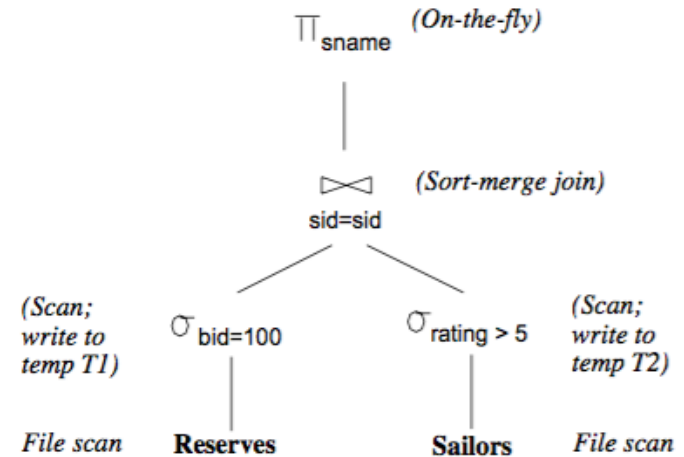 π sname (On-the-fly)
⋈ (Sort-merge join)
sid=sid
(Scan;
write to
temp T1)
σ bid=100
σ rating > 5
(Scan;
write to
temp T2)
File scan Reserves Sailors File scan